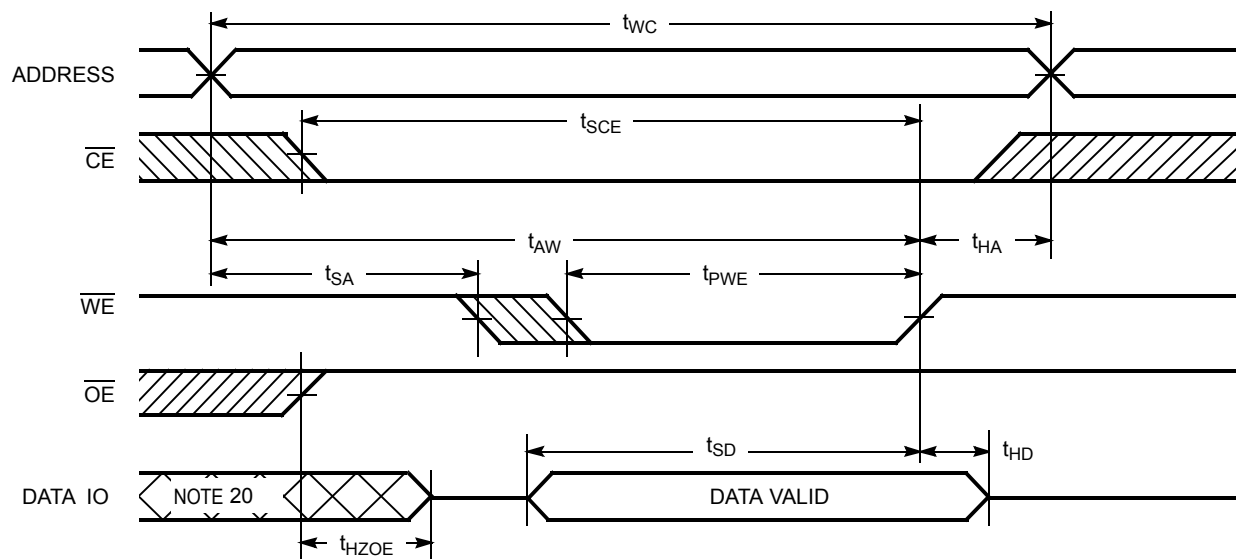 tWC
ADDRESS
tSCE
CE
tAW
tHA
tSA
tPWE
WE
OE
tSD
tHD
DATA IO
NOTE 20
DATA VALID
tHZOE